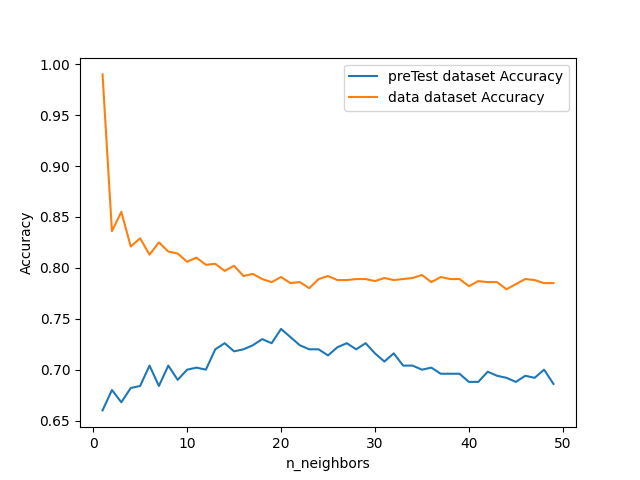 preTest dataset Accuracy
data dataset Accuracy
1.00
0.95
0.90
0.85
0.80
0.75
0.70
0.65
Accuracy
0 10 20 30 40 50
n_neighbors